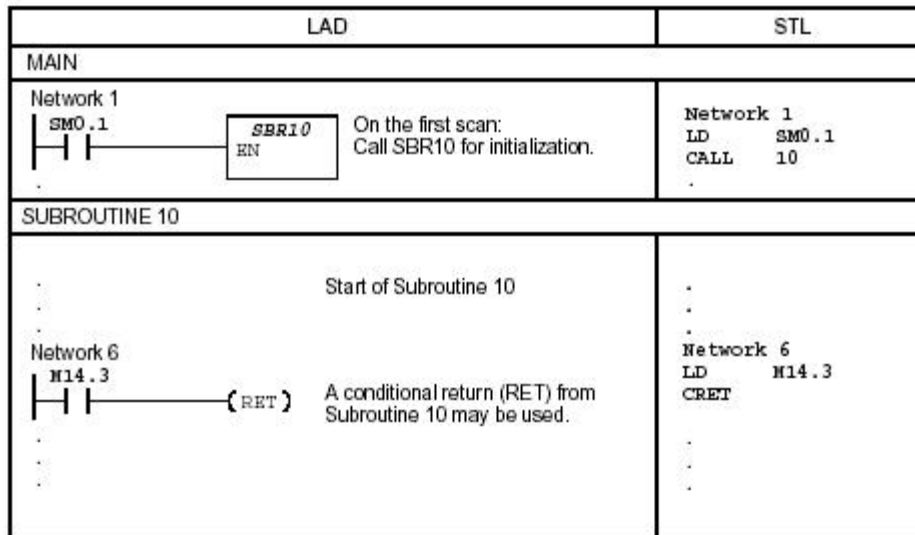 LAD
STL
MAIN
Network 1
SM0.1
SBR10
EN
On the first scan:
Call SBR10 for initialization.
Network 1
LD SM0.1
CALL 10
.
.
SUBROUTINE 10
.
.
.
Start of Subroutine 10
.
.
.
Network 6
M14.3
RET
A conditional return (RET) from
Subroutine 10 may be used.
.
.
.
Network 6
LD M14.3
CRET
.
.
.